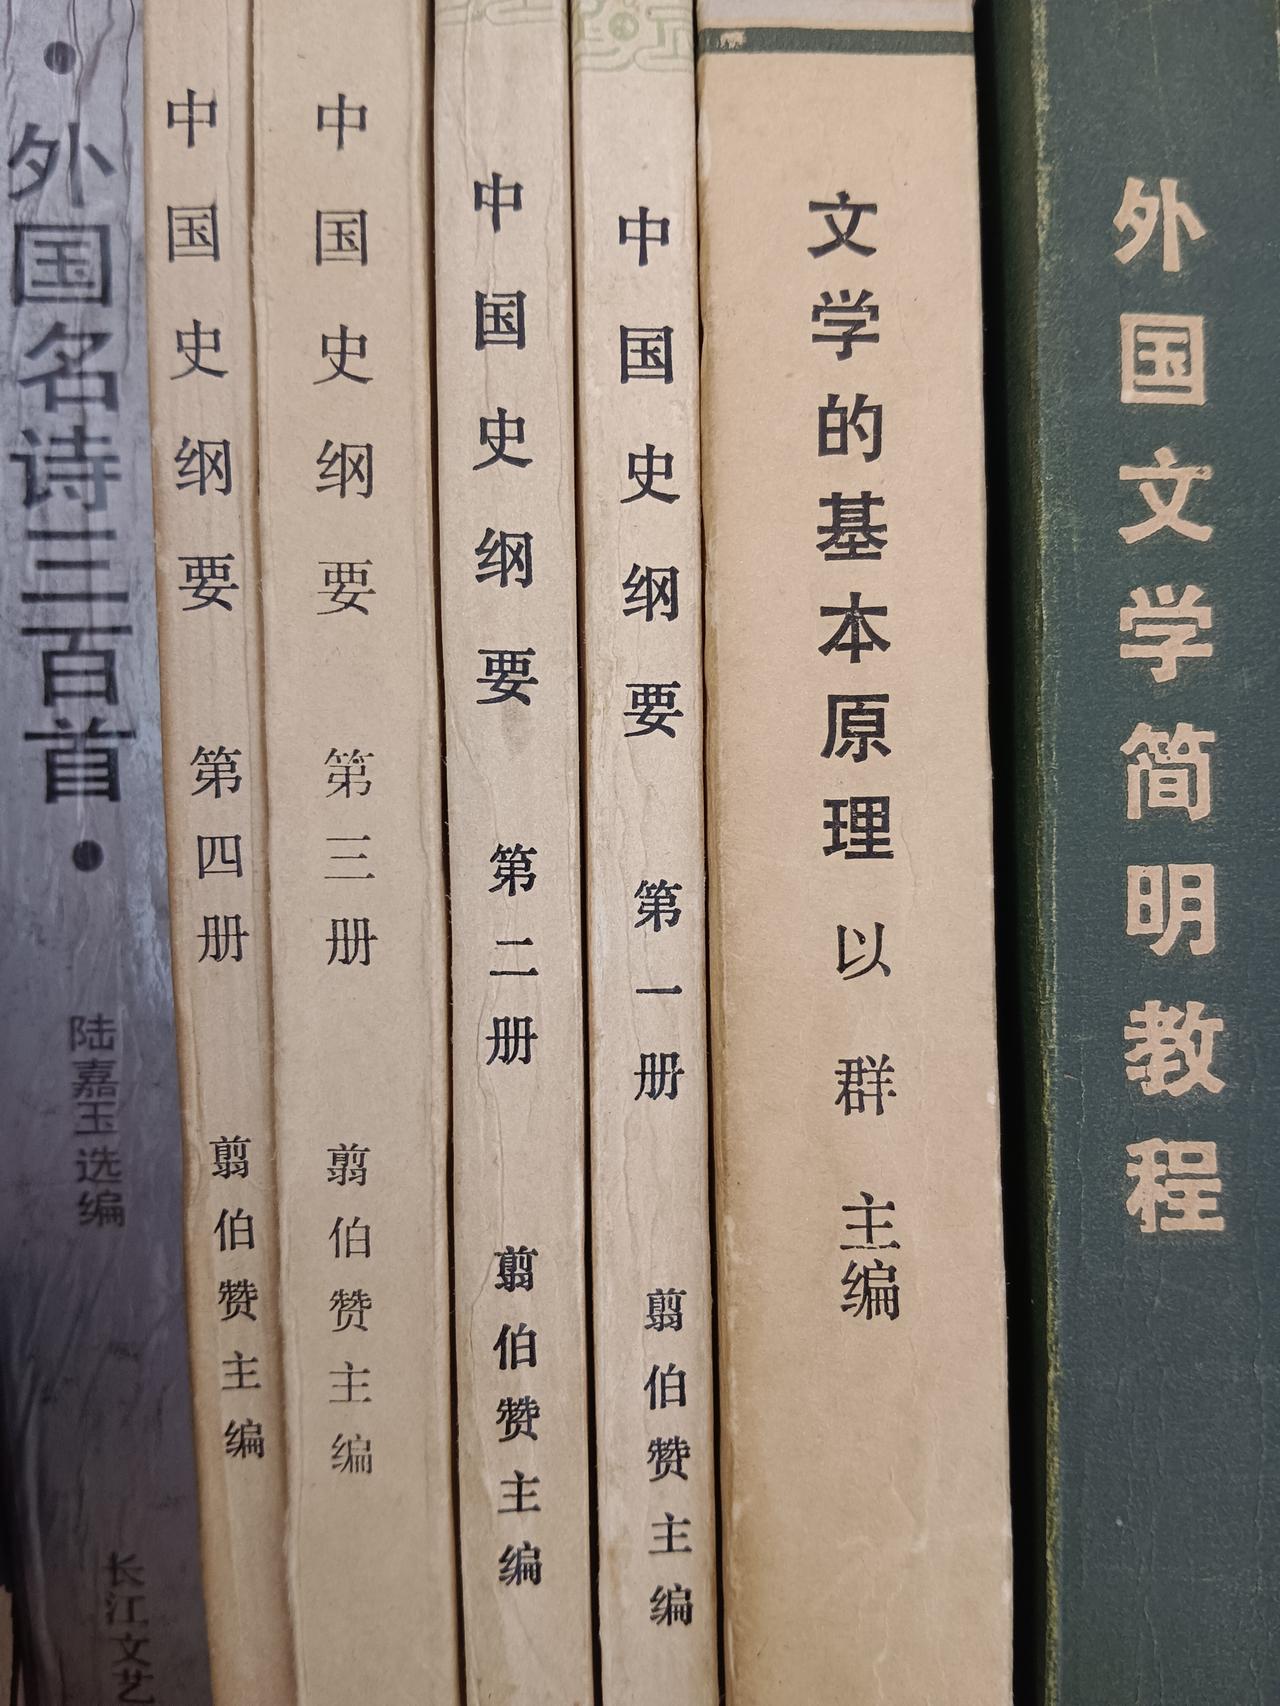 外国名诗三百首
陆嘉玉选编
长江文艺
中国史纲要 第四册 翦伯赞主编
中国史纲要 第三册 翦伯赞主编
中国史纲要 第二册 翦伯赞主编
中国史纲要 第一册 翦伯赞主编
文学的基本原理 以群 主编
外国文学简明教程